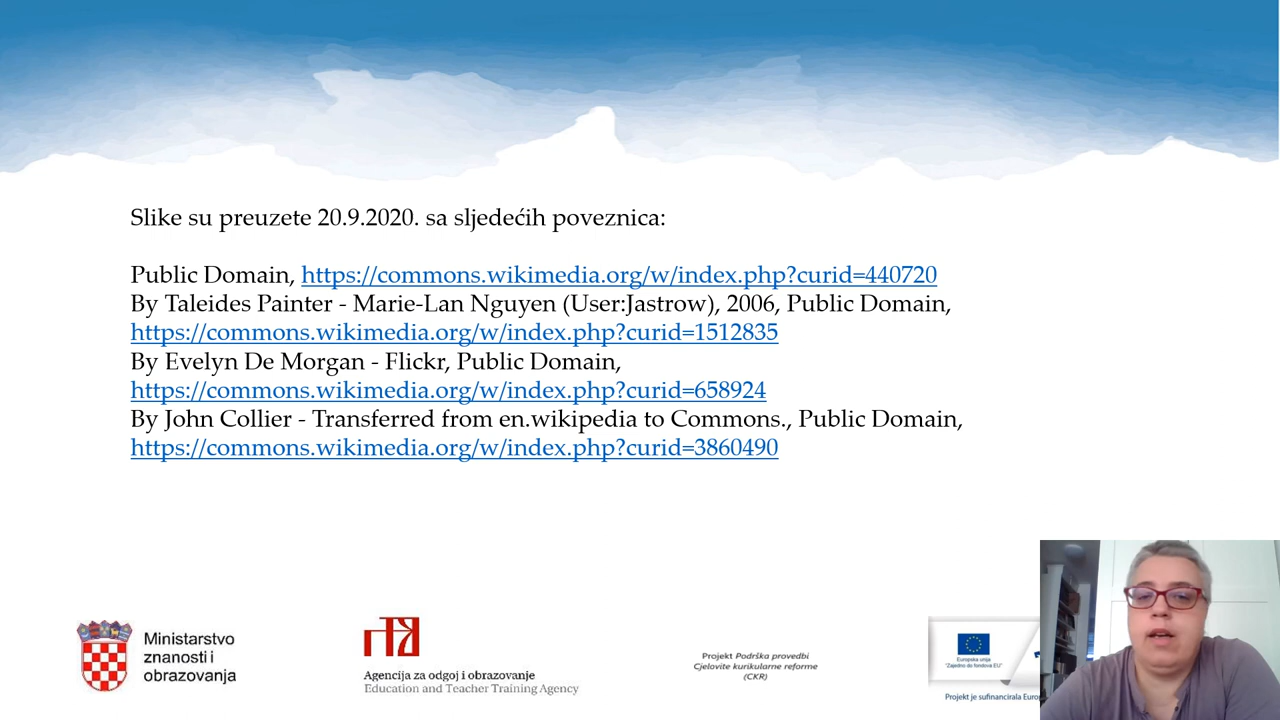 Slike su preuzete 20.9.2020. sa sljedećih poveznica:
Public Domain, https://commons.wikimedia.org/w/index.php?curid=440720
By Taleides Painter - Marie-Lan Nguyen (User:Jastrow), 2006, Public Domain,
https://commons.wikimedia.org/w/index.php?curid=1512835
By Evelyn De Morgan - Flickr, Public Domain,
https://commons.wikimedia.org/w/index.php?curid=658924
By John Collier - Transferred from en.wikipedia to Commons., Public Domain,
https://commons.wikimedia.org/w/index.php?curid=3860490
Ministarstvo
znanosti i
obrazovanja
Agencija za odgoj i obrazovanje
Education and Teacher Training Agency
Projekt Podrška provedbi
Cjelovite kurikularne reforme
(CKR)
Europska unija
"Zajedno do fondova EU"
Projekt je sufinancirala